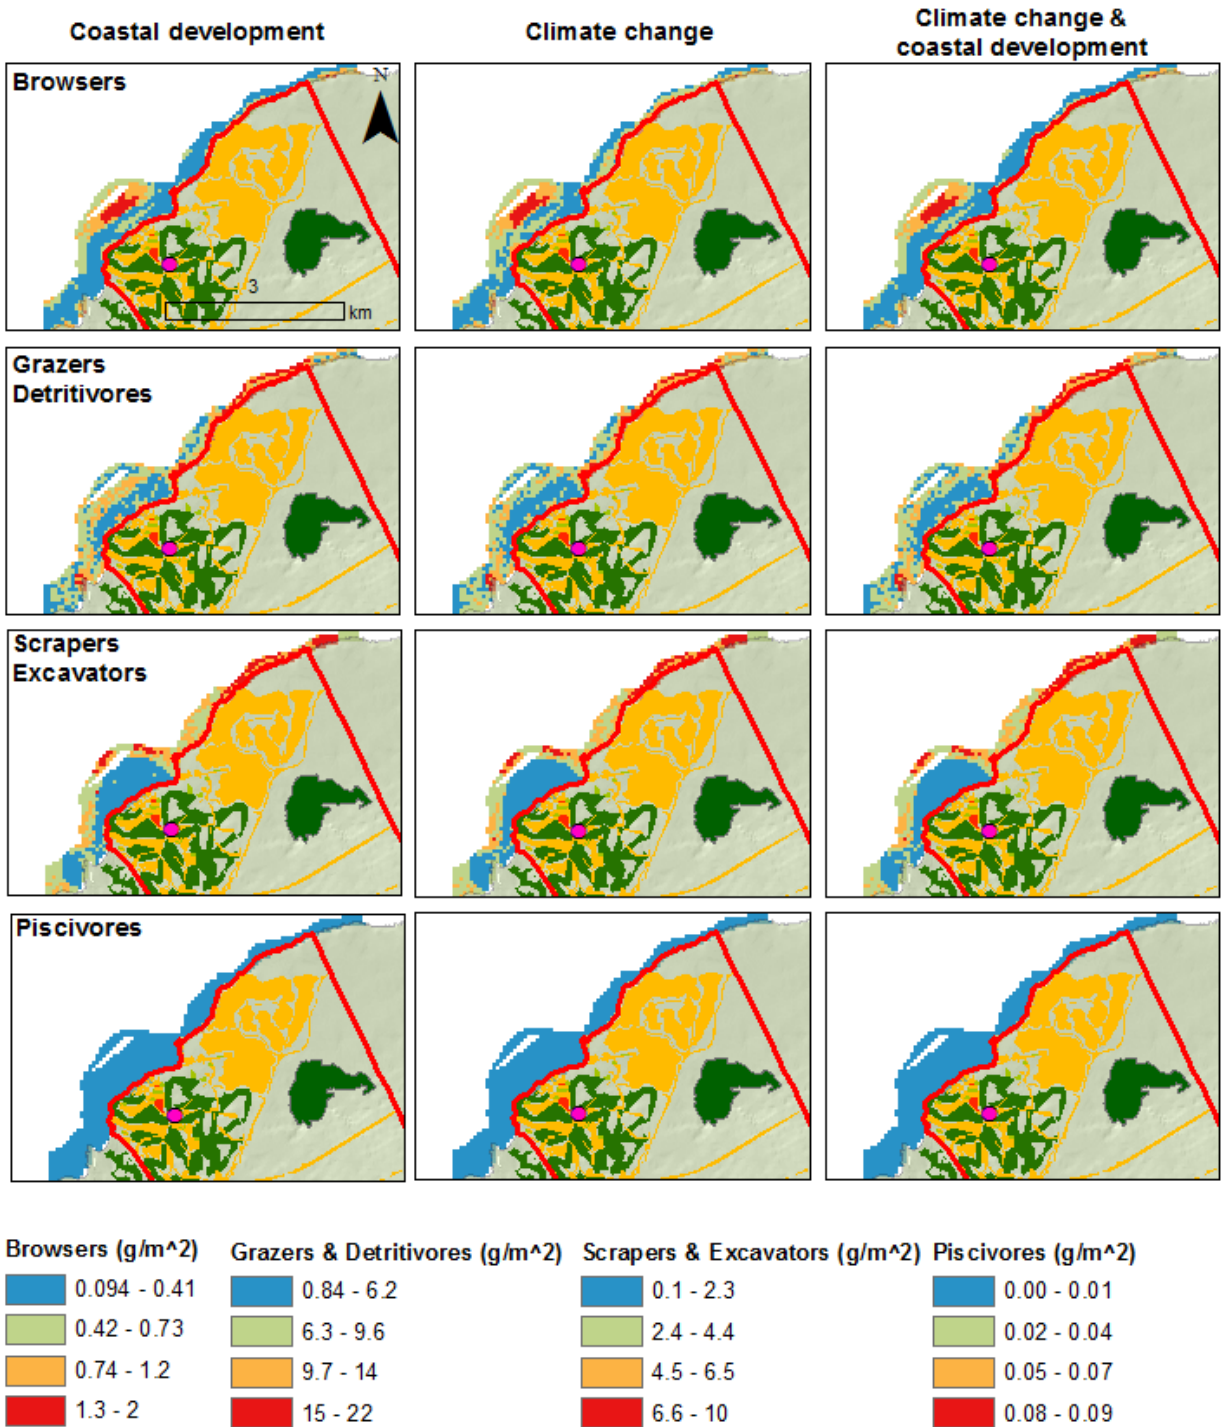 Coastal development
Climate change
Climate change &
coastal development
Browsers
N
3
km
Grazers
Detritivores
Scrapers
Excavators
Piscivores
Browsers (g/m^2)
0.094 - 0.41
0.42 - 0.73
0.74 - 1.2
1.3 - 2
Grazers & Detritivores (g/m^2)
0.84 - 6.2
6.3 - 9.6
9.7 - 14
15 - 22
Scrapers & Excavators (g/m^2)
0.1 - 2.3
2.4 - 4.4
4.5 - 6.5
6.6 - 10
Piscivores (g/m^2)
0.00 - 0.01
0.02 - 0.04
0.05 - 0.07
0.08 - 0.09